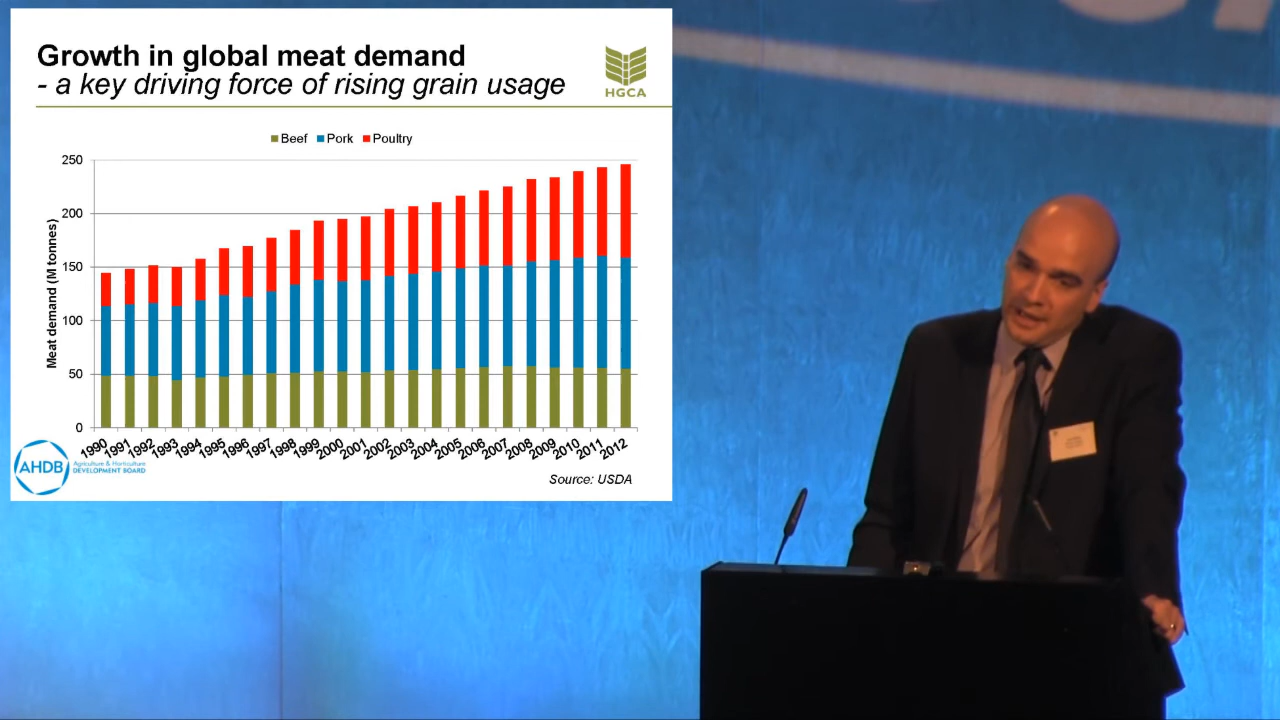 Growth in global meat demand
- a key driving force of rising grain usage
HGCA
Beef Pork Poultry
250
200
150
100
50
0
Meat demand (M tonnes)
1990 1991 1992 1993 1994 1995 1996 1997 1998 1999 2000 2001 2002 2003 2004 2005 2006 2007 2008 2009 2010 2011 2012
AHDB
Agriculture & Horticulture
DEVELOPMENT BOARD
Source: USDA